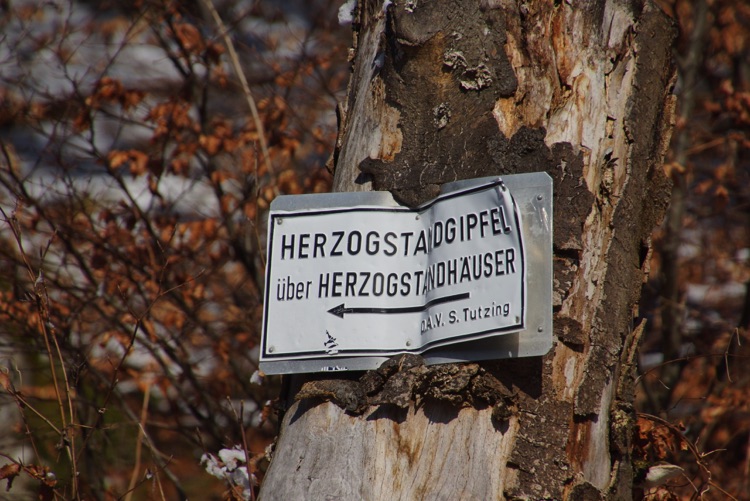 HERZOGSTANDGIPFEL
über HERZOGSTANDHÄUSER
D.A.V. S. Tutzing